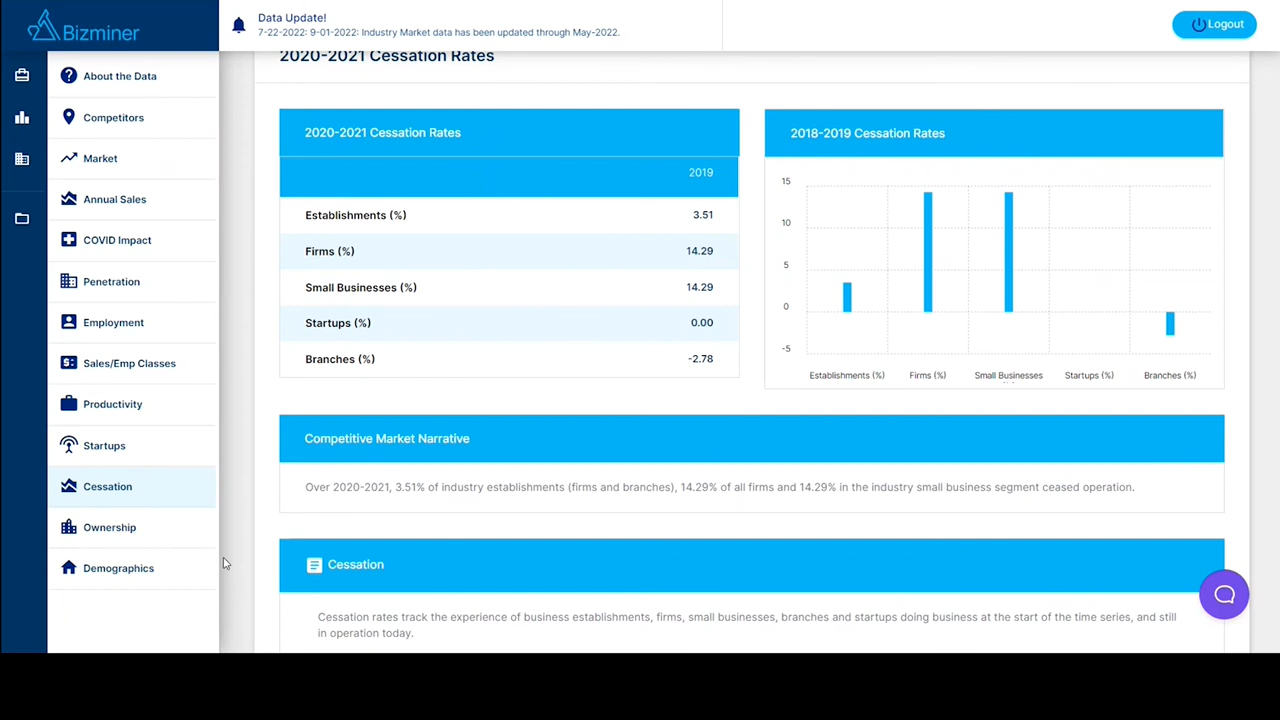 Bizminer
Data Update!
7-22-2022: 9-01-2022: Industry Market data has been updated through May-2022.
Logout
About the Data
Competitors
Market
Annual Sales
COVID Impact
Penetration
Employment
Sales/Emp Classes
Productivity
Startups
Cessation
Ownership
Demographics
2020-2021 Cessation Rates
2020-2021 Cessation Rates
2019
Establishments (%) 3.51
Firms (%) 14.29
Small Businesses (%) 14.29
Startups (%) 0.00
Branches (%) -2.78
2018-2019 Cessation Rates
15
10
5
0
-5
Establishments (%) Firms (%) Small Businesses Startups (%) Branches (%)
Competitive Market Narrative
Over 2020-2021, 3.51% of industry establishments (firms and branches), 14.29% of all firms and 14.29% in the industry small business segment ceased operation.
Cessation
Cessation rates track the experience of business establishments, firms, small businesses, branches and startups doing business at the start of the time series, and still
in operation today.